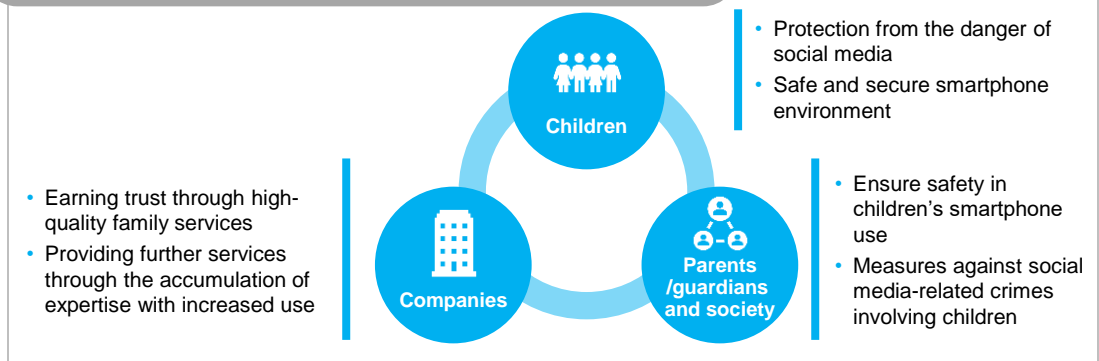 Children
• Protection from the danger of
social media
• Safe and secure smartphone
environment
• Earning trust through high-
quality family services
• Providing further services
through the accumulation of
expertise with increased use
Companies
Parents
/guardians
and society
• Ensure safety in
children’s smartphone
use
• Measures against social
media-related crimes
involving children